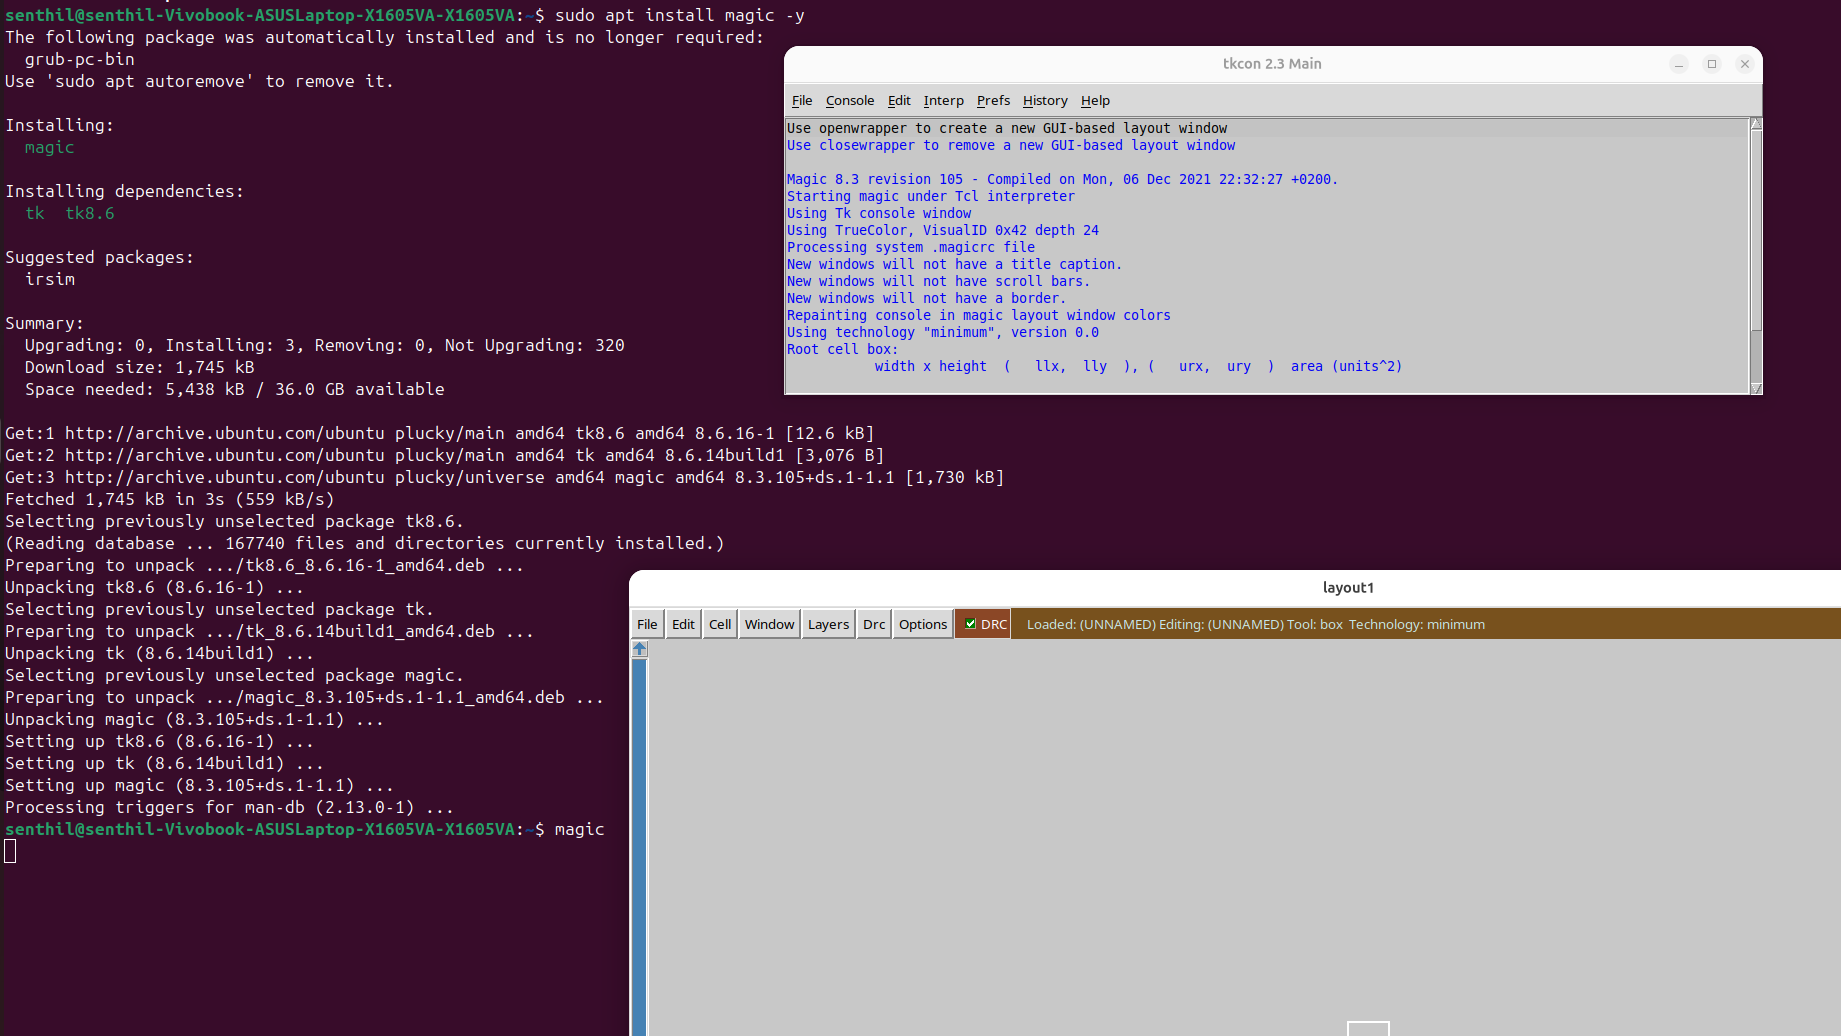 senthil@senthil-Vivobook-ASUSLaptop-X1605VA-X1605VA:~$ sudo apt install magic -y
The following package was automatically installed and is no longer required:
  grub-pc-bin
Use 'sudo apt autoremove' to remove it.

Installing:
  magic

Installing dependencies:
  tk  tk8.6

Suggested packages:
  irsim

Summary:
  Upgrading: 0, Installing: 3, Removing: 0, Not Upgrading: 320
  Download size: 1,745 kB
  Space needed: 5,438 kB / 36.0 GB available

Get:1 http://archive.ubuntu.com/ubuntu plucky/main amd64 tk8.6 amd64 8.6.16-1 [12.6 kB]
Get:2 http://archive.ubuntu.com/ubuntu plucky/main amd64 tk amd64 8.6.14build1 [3,076 B]
Get:3 http://archive.ubuntu.com/ubuntu plucky/universe amd64 magic amd64 8.3.105+ds.1-1.1 [1,730 kB]
Fetched 1,745 kB in 3s (559 kB/s)
Selecting previously unselected package tk8.6.
(Reading database ... 167740 files and directories currently installed.)
Preparing to unpack .../tk8.6_8.6.16-1_amd64.deb ...
Unpacking tk8.6 (8.6.16-1) ...
Selecting previously unselected package tk.
Preparing to unpack .../tk_8.6.14build1_amd64.deb ...
Unpacking tk (8.6.14build1) ...
Selecting previously unselected package magic.
Preparing to unpack .../magic_8.3.105+ds.1-1.1_amd64.deb ...
Unpacking magic (8.3.105+ds.1-1.1) ...
Setting up tk8.6 (8.6.16-1) ...
Setting up tk (8.6.14build1) ...
Setting up magic (8.3.105+ds.1-1.1) ...
Processing triggers for man-db (2.13.0-1) ...
senthil@senthil-Vivobook-ASUSLaptop-X1605VA-X1605VA:~$ magic

tkcon 2.3 Main
File Console Edit Interp Prefs History Help
Use openwrapper to create a new GUI-based layout window
Use closewrapper to remove a new GUI-based layout window

Magic 8.3 revision 105 - Compiled on Mon, 06 Dec 2021 22:32:27 +0200.
Starting magic under Tcl interpreter
Using Tk console window
Using TrueColor, VisualID 0x42 depth 24
Processing system .magicrc file
New windows will not have a title caption.
New windows will not have scroll bars.
New windows will not have a border.
Repainting console in magic layout window colors
Using technology "minimum", version 0.0
Root cell box:
           width x height  (   llx,  lly  ), (   urx,  ury  )  area (units^2)

layout1
File Edit Cell Window Layers Drc Options DRC Loaded: (UNNAMED) Editing: (UNNAMED) Tool: box  Technology: minimum